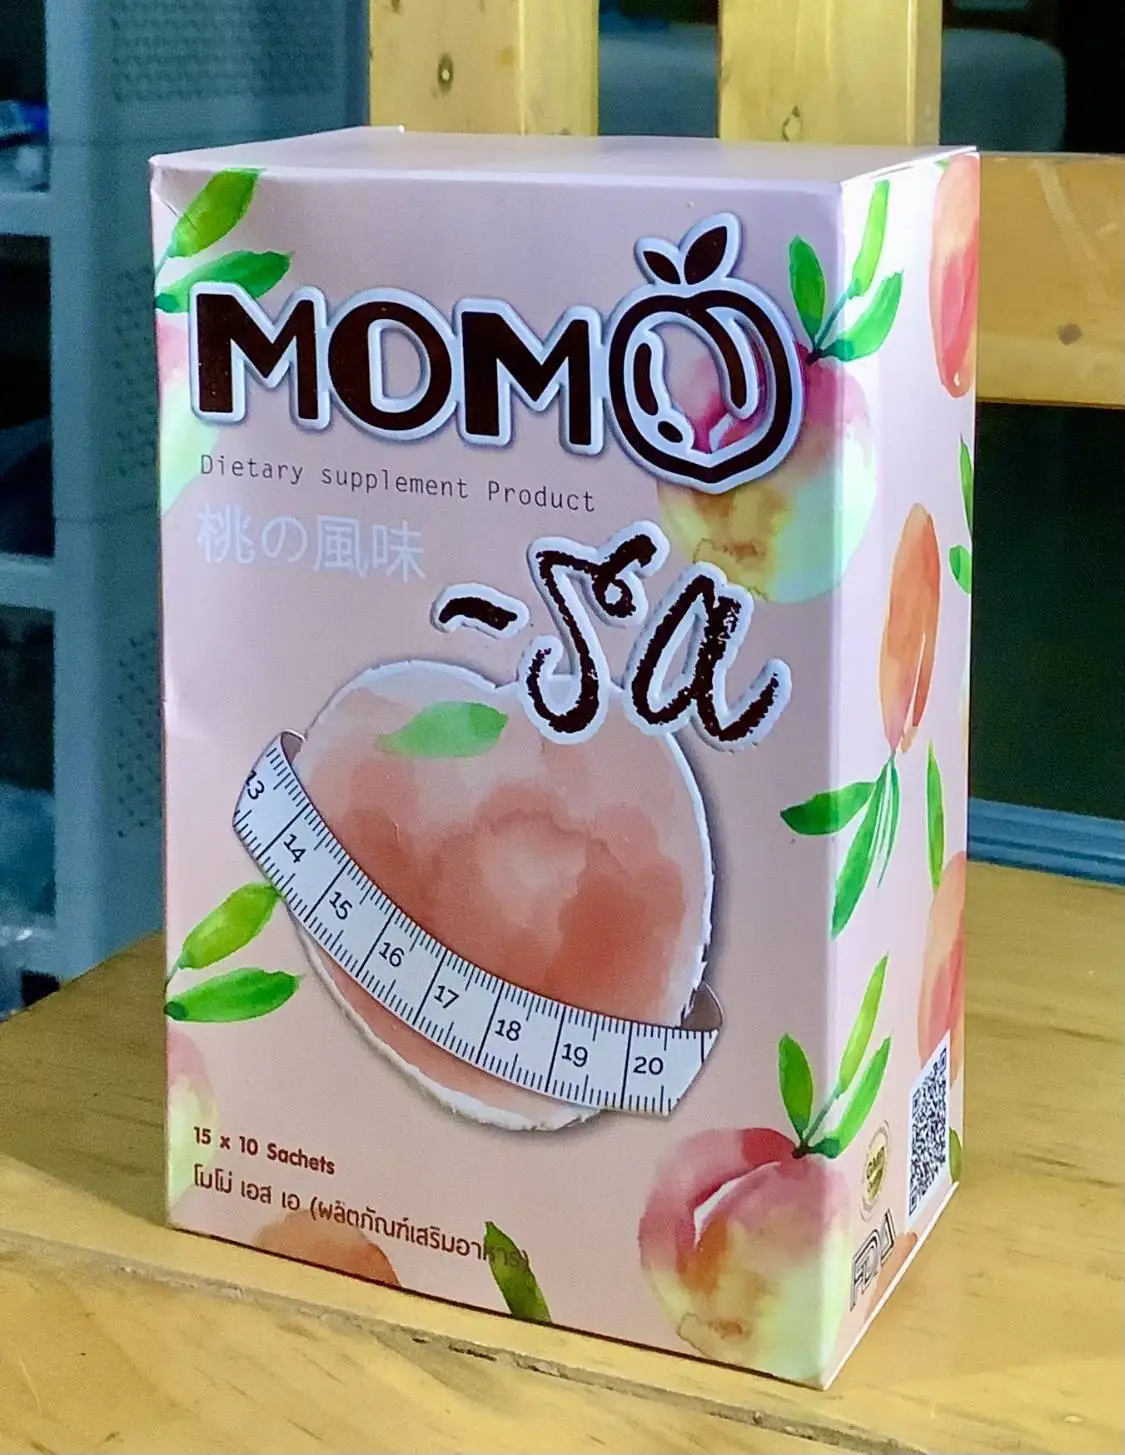 MOMO
Dietary supplement Product
桃の風味
-Sa
13 14 15 16 17 18 19 20
15 x 10 Sachets
โมโม่ เอส เอ (ผลิตภัณฑ์เสริมอาหาร)
GMP
FDA